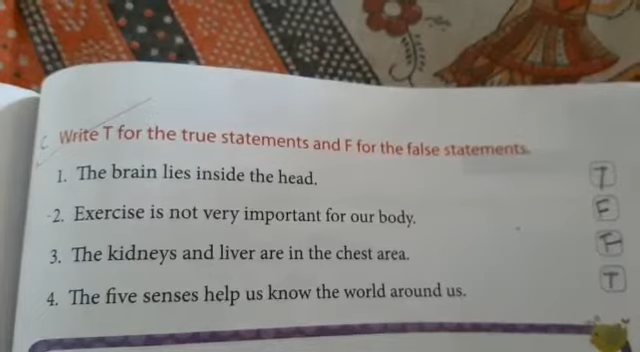 C Write T for the true statements and F for the false statements.
1. The brain lies inside the head. T
2. Exercise is not very important for our body. F
3. The kidneys and liver are in the chest area.
4. The five senses help us know the world around us. T